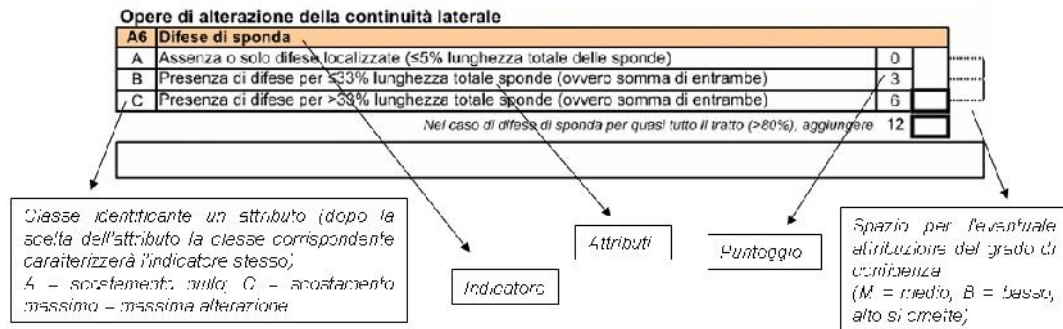 Opere di alterazione della continuità laterale
A6 Difese di sponda
A Assenza o solo difese localizzate (≤5% lunghezza totale delle sponde) 0
B Presenza di difese per ≤33% lunghezza totale sponde (ovvero somma di entrambe) 3
C Presenza di difese per >33% lunghezza totale sponde (ovvero somma di entrambe) 6
Nel caso di difese di sponda per quasi tutto il tratto (>80%), aggiungere 12
Classe identificante un attributo (dopo la
scelta dell'attributo la classe corrispondente
caratterizzerà l'indicatore stesso)
A = scostamento nullo; C = scostamento
massimo = massima alterazione
Indicatore
Attributi
Punteggio
Spazio per l'eventuale
attribuzione del grado di
confidenza
(M = medio, B = basso,
alto si omette)